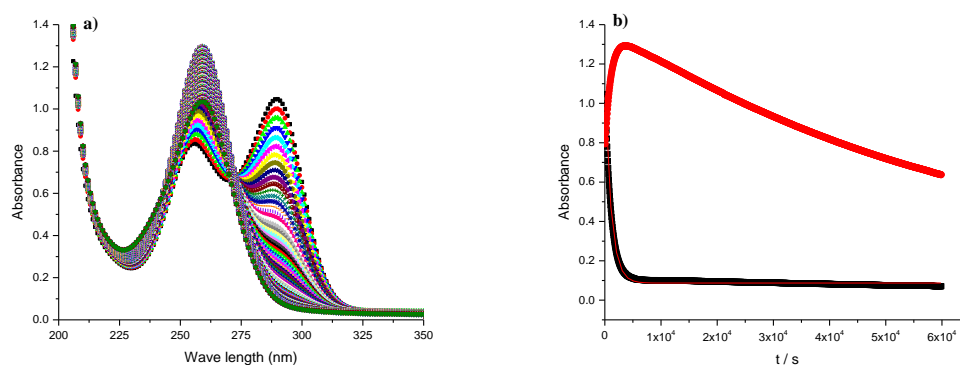 a)
Absorbance
1.4
1.2
1.0
0.8
0.6
0.4
0.2
0.0
200 225 250 275 300 325 350
Wave length (nm)
b)
Absorbance
1.4
1.2
1.0
0.8
0.6
0.4
0.2
0.0
0 1x10⁴ 2x10⁴ 3x10⁴ 4x10⁴ 5x10⁴ 6x10⁴
t / s